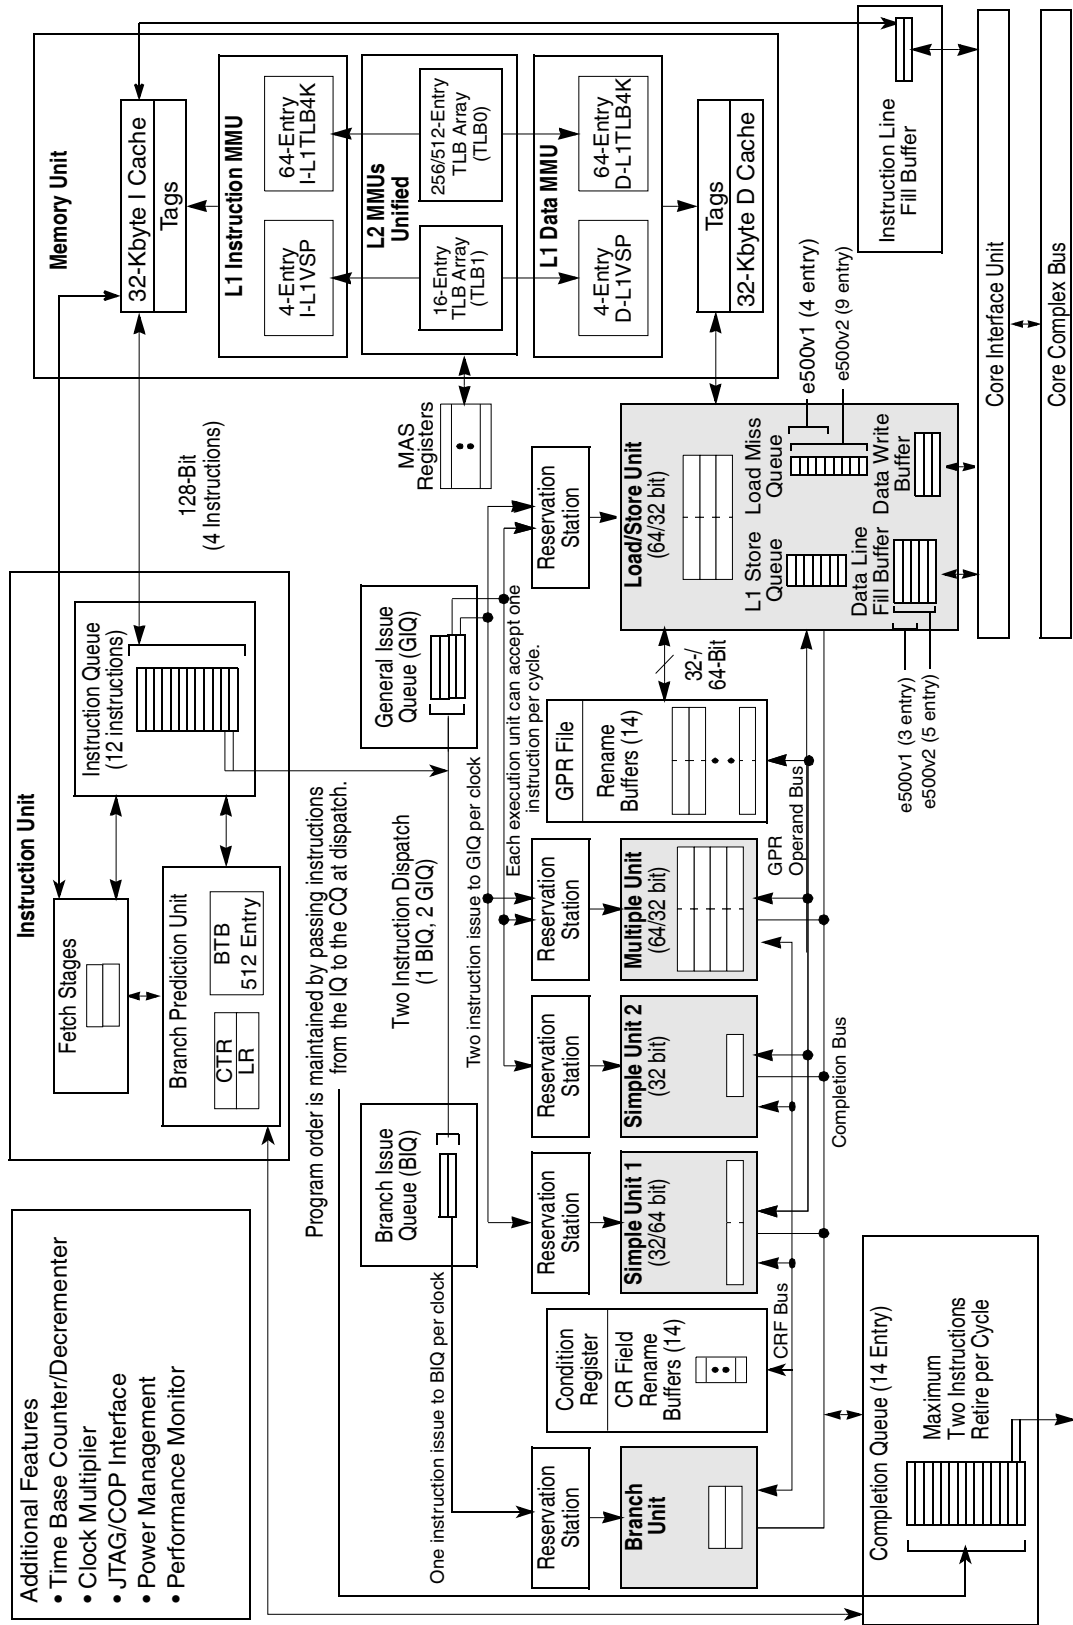 Additional Features
• Time Base Counter/Decrementer
• Clock Multiplier
• JTAG/COP Interface
• Power Management
• Performance Monitor
Instruction Unit
Fetch Stages
Branch Prediction Unit
CTR
LR
BTB
512 Entry
Instruction Queue
(12 instructions)
128-Bit
(4 Instructions)
Memory Unit
32-Kbyte I Cache
Tags
L1 Instruction MMU
4-Entry
I-L1VSP
64-Entry
I-L1TLB4K
L2 MMUs
Unified
16-Entry
TLB Array
(TLB1)
256/512-Entry
TLB Array
(TLB0)
L1 Data MMU
4-Entry
D-L1VSP
64-Entry
D-L1TLB4K
Tags
32-Kbyte D Cache
MAS
Registers
Program order is maintained by passing instructions
from the IQ to the CQ at dispatch.
Branch Issue
Queue (BIQ)
Two Instruction Dispatch
(1 BIQ, 2 GIQ)
General Issue
Queue (GIQ)
One instruction issue to BIQ per clock
Two instruction issue to GIQ per clock
Each execution unit can accept one
instruction per cycle.
Reservation
Station
Branch
Unit
Condition
Register
CR Field
Rename
Buffers (14)
CRF Bus
Reservation
Station
Simple Unit 1
(32/64 bit)
Reservation
Station
Simple Unit 2
(32 bit)
Reservation
Station
Multiple Unit
(64/32 bit)
GPR File
Rename
Buffers (14)
GPR
Operand Bus
32-/
64-Bit
Reservation
Station
Load/Store Unit
(64/32 bit)
L1 Store
Queue
Load Miss
Queue
Data Line
Fill Buffer
Data Write
Buffer
e500v1 (4 entry)
e500v2 (9 entry)
e500v1 (3 entry)
e500v2 (5 entry)
Completion Bus
Completion Queue (14 Entry)
Maximum
Two Instructions
Retire per Cycle
Instruction Line
Fill Buffer
Core Interface Unit
Core Complex Bus